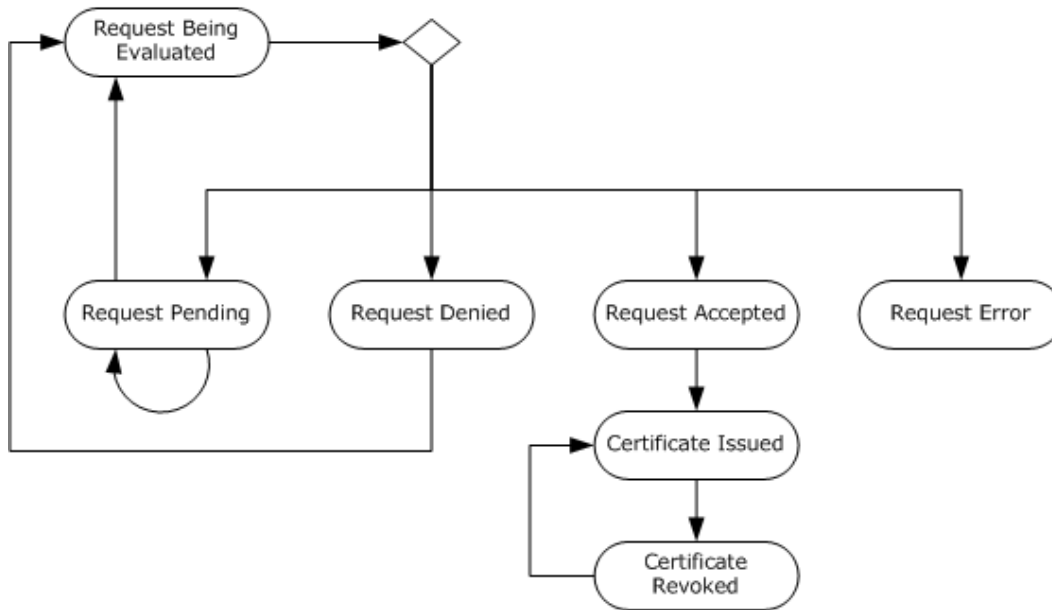 Request Being
Evaluated
Request Pending
Request Denied
Request Accepted
Request Error
Certificate Issued
Certificate
Revoked